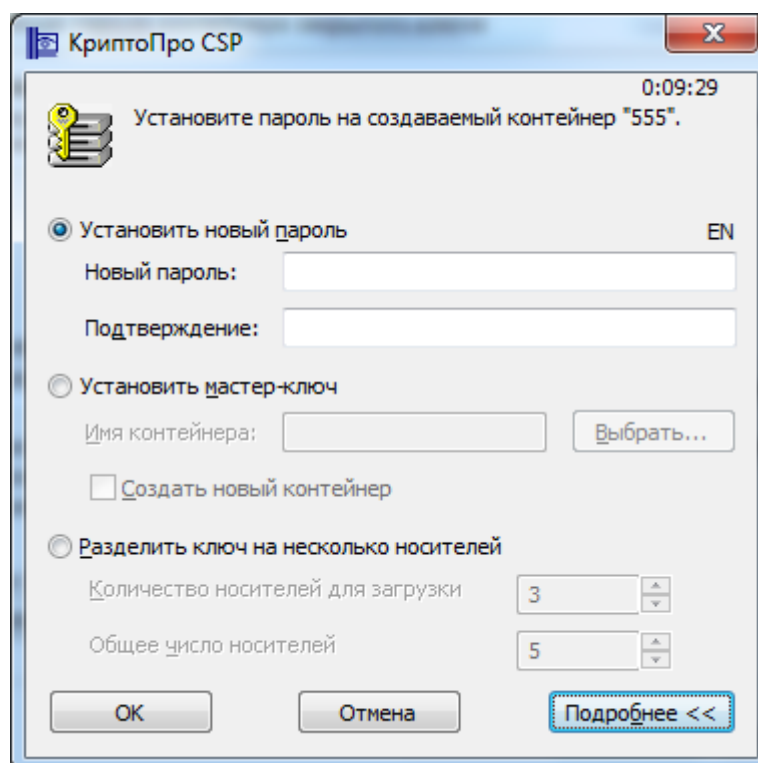 КриптоПро CSP
0:09:29
Установите пароль на создаваемый контейнер "555".
Установить новый пароль EN
Новый пароль:
Подтверждение:
Установить мастер-ключ
Имя контейнера: Выбрать...
Создать новый контейнер
Разделить ключ на несколько носителей
Количество носителей для загрузки 3
Общее число носителей 5
ОК Отмена Подробнее <<